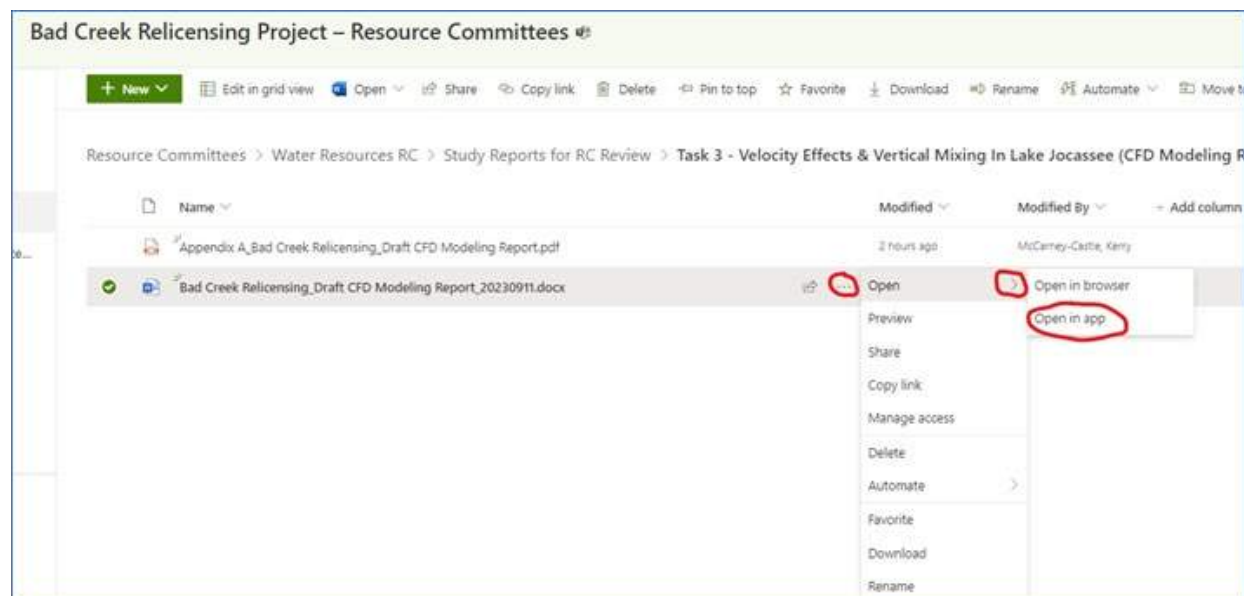 Bad Creek Relicensing Project – Resource Committees
+ New Edit in grid view Open Share Copy link Delete Pin to top Favorite Download Rename Automate Move t
Resource Committees > Water Resources RC > Study Reports for RC Review > Task 3 - Velocity Effects & Vertical Mixing In Lake Jocassee (CFD Modeling R
Name Modified Modified By + Add column
Appendix A_Bad Creek Relicensing_Draft CFD Modeling Report.pdf 2 hours ago McCarney-Castle, Kerry
Bad Creek Relicensing_Draft CFD Modeling Report_20230911.docx ... Open > Open in browser
Preview Open in app
Share
Copy link
Manage access
Delete
Automate >
Favorite
Download
Rename